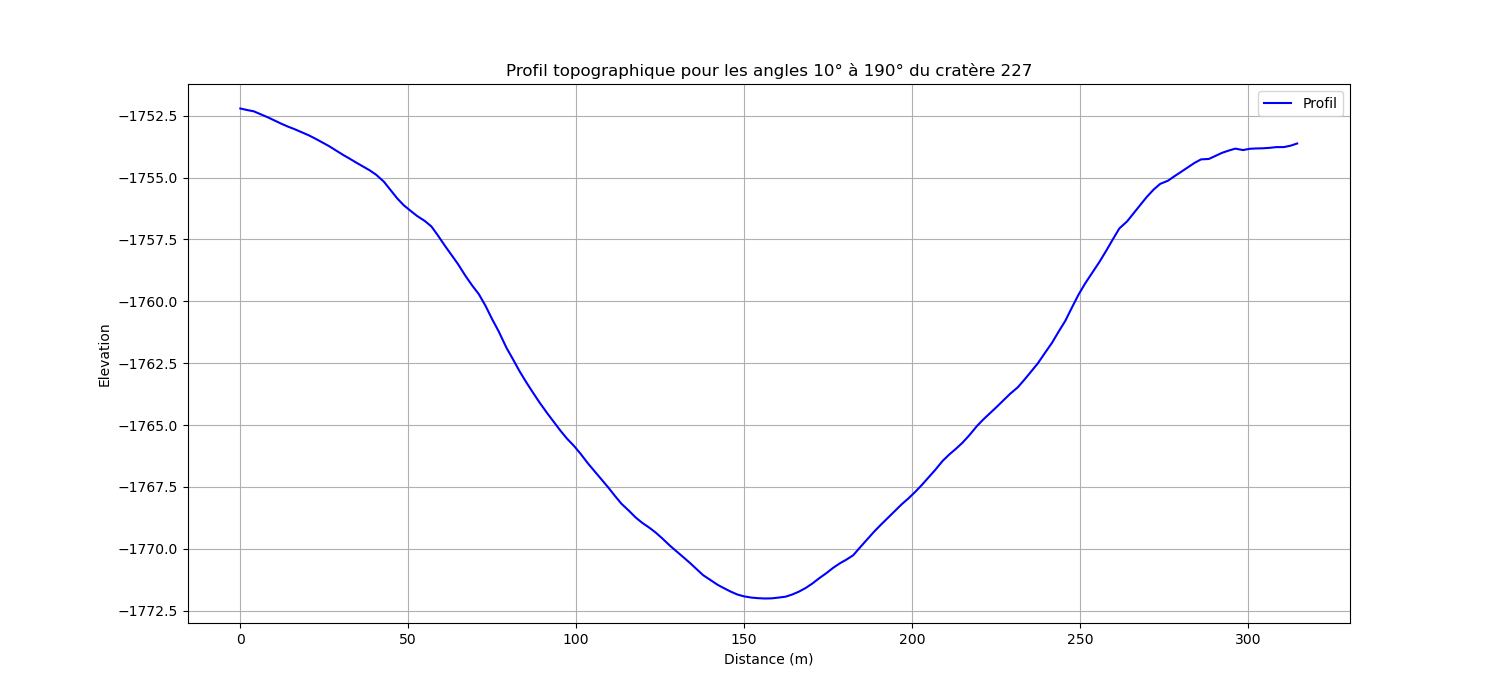 Profil topographique pour les angles 10° à 190° du cratère 227
Profil
−1752.5
−1755.0
−1757.5
−1760.0
−1762.5
−1765.0
−1767.5
−1770.0
−1772.5
Elevation
0 50 100 150 200 250 300
Distance (m)